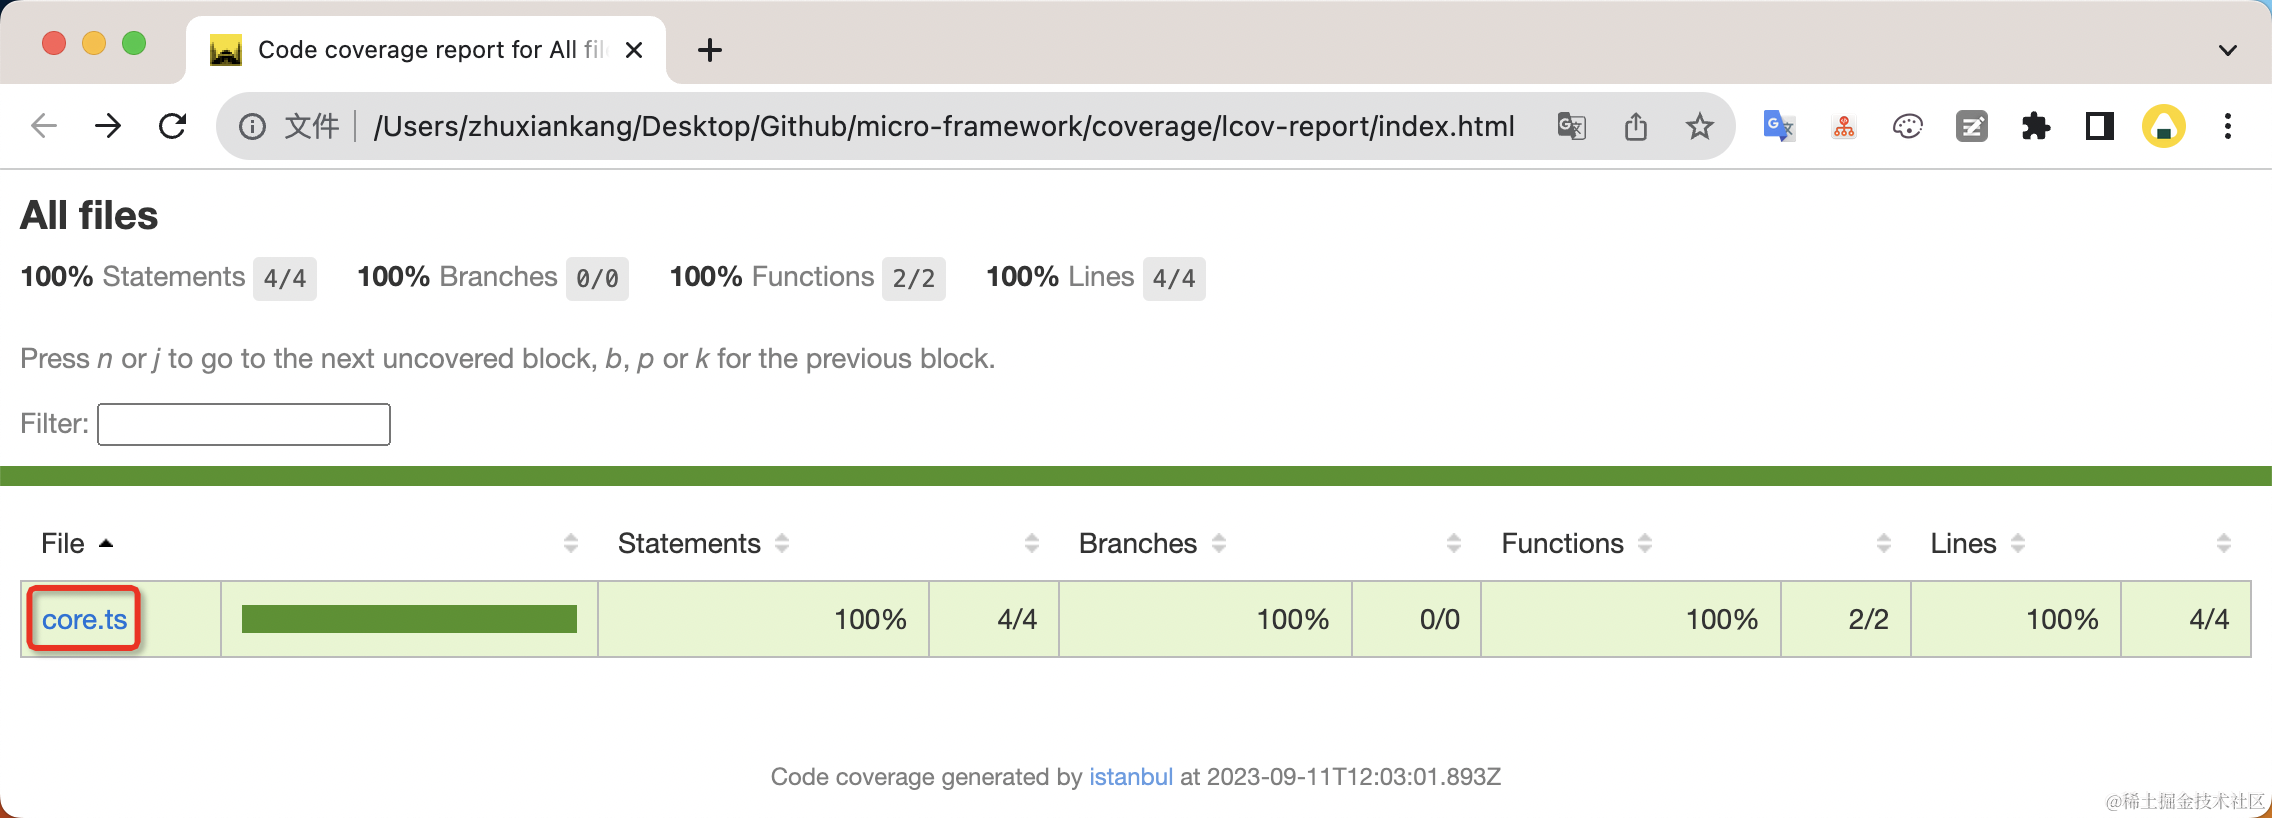 Code coverage report for All fil
文件 /Users/zhuxiankang/Desktop/Github/micro-framework/coverage/lcov-report/index.html
All files
100% Statements 4/4 100% Branches 0/0 100% Functions 2/2 100% Lines 4/4
Press n or j to go to the next uncovered block, b, p or k for the previous block.
Filter:
File Statements Branches Functions Lines
core.ts 100% 4/4 100% 0/0 100% 2/2 100% 4/4
Code coverage generated by istanbul at 2023-09-11T12:03:01.893Z
@稀土掘金技术社区